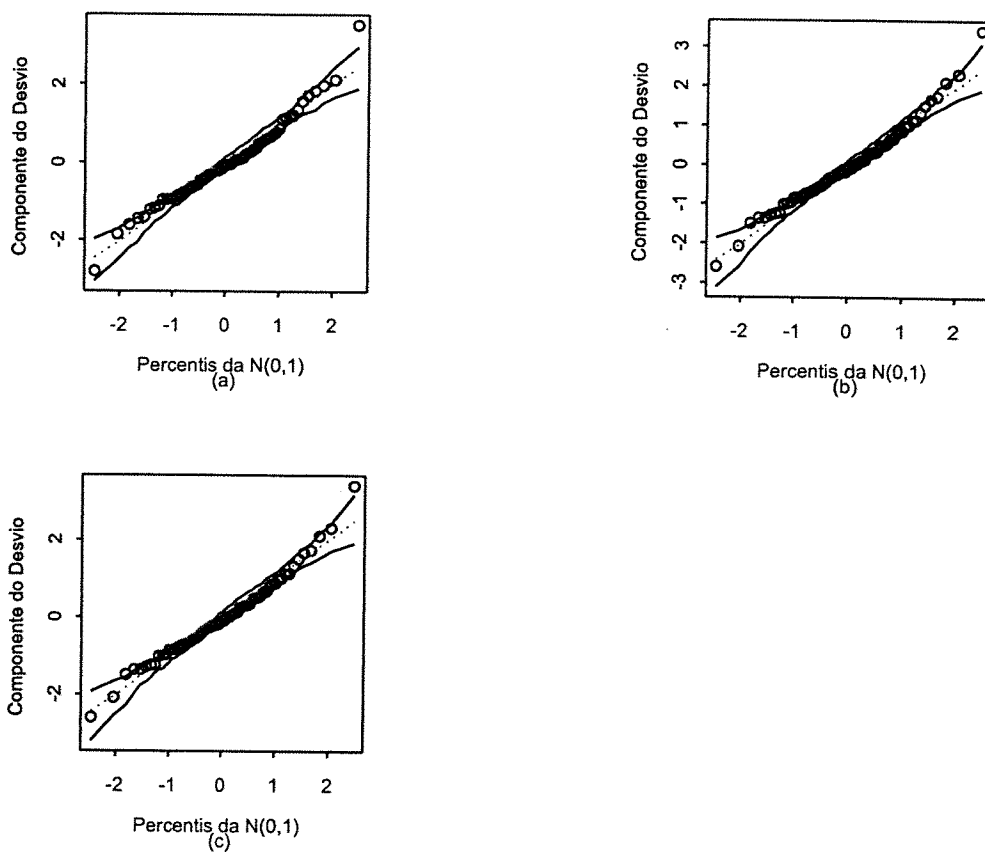 Componente do Desvio
2
0
-2
-2 -1 0 1 2
Percentis da N(0,1)
(a)
Componente do Desvio
3
2
1
0
-1
-2
-3
-2 -1 0 1 2
Percentis da N(0,1)
(b)
Componente do Desvio
2
0
-2
-2 -1 0 1 2
Percentis da N(0,1)
(c)